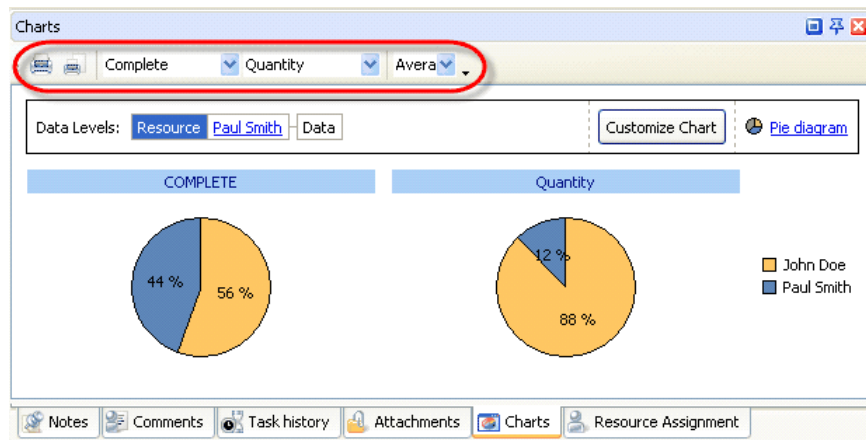 Charts
Complete Quantity Avera
Data Levels: Resource Paul Smith Data Customize Chart Pie diagram
COMPLETE Quantity
44 % 56 % 12 % 88 %
John Doe
Paul Smith
Notes Comments Task history Attachments Charts Resource Assignment